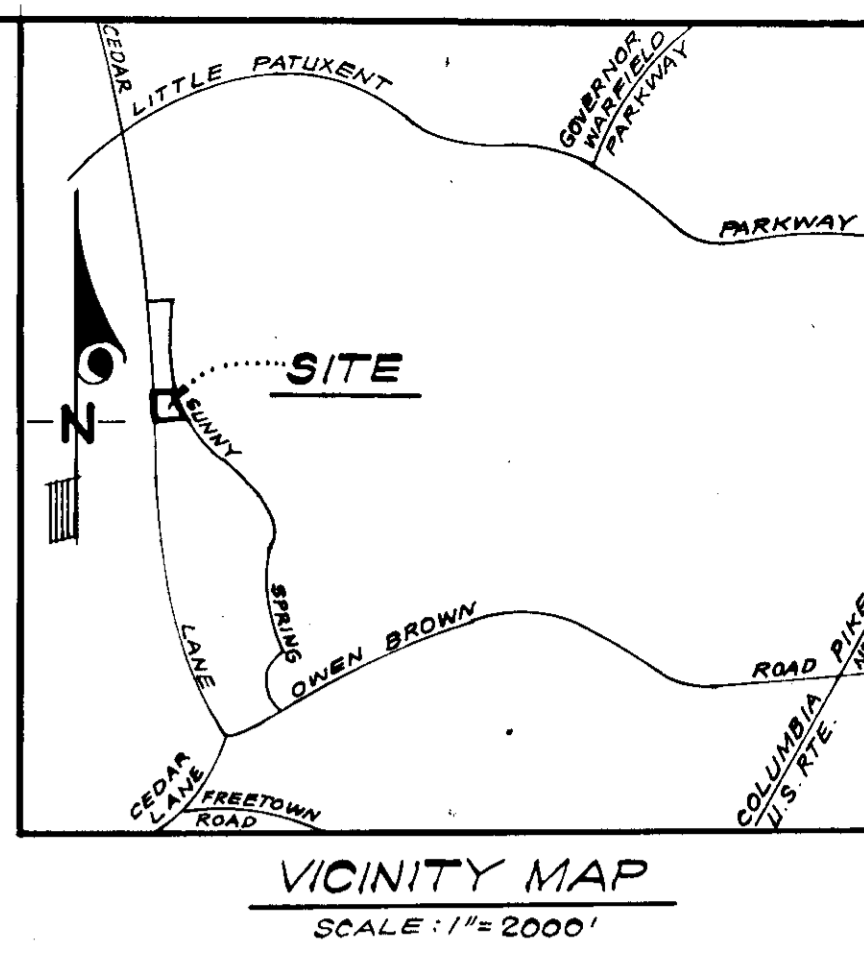 CEDAR
LITTLE PATUXENT
GOVERNOR
WARFIELD
PARKWAY
PARKWAY
SITE
N
SUNNY
SPRING
LANE
OWEN BROWN
ROAD
PIKE
COLUMBIA
U.S. RTE.
CEDAR
LANE
FREETOWN
ROAD
VICINITY MAP
SCALE : 1" = 2000'